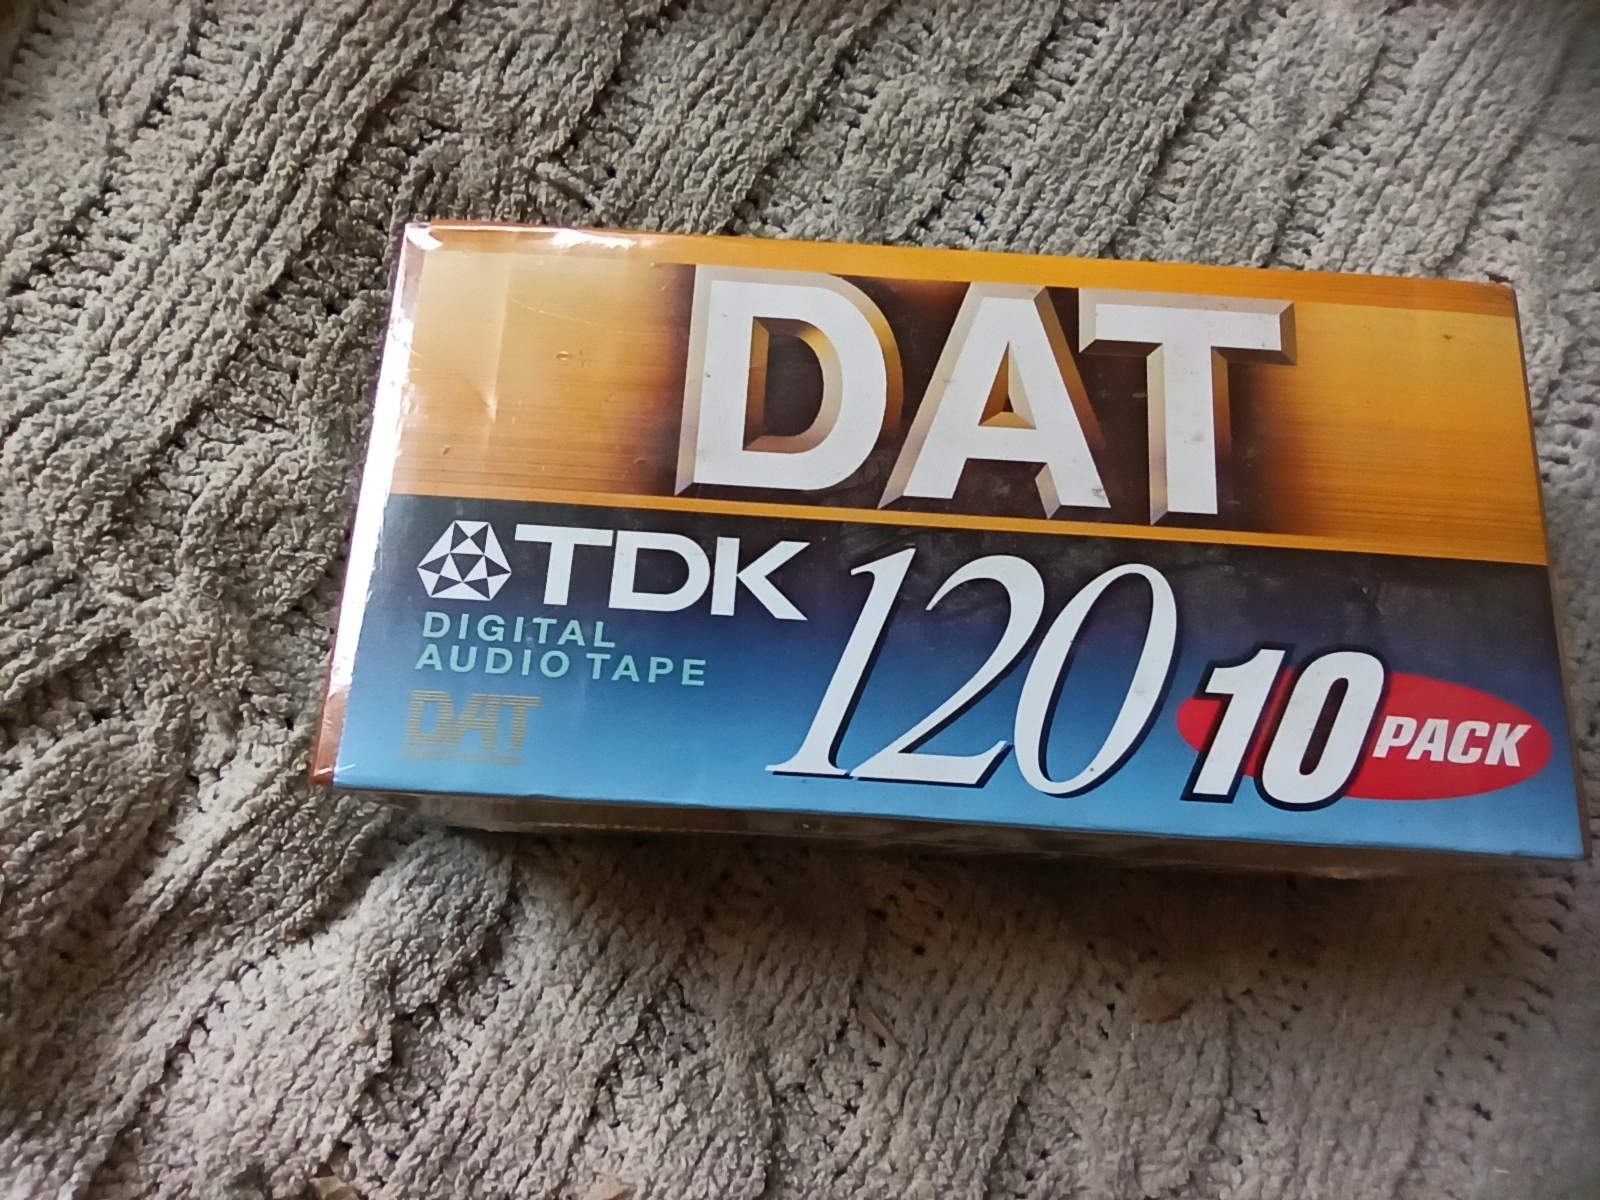 DAT
TDK
DIGITAL
AUDIO TAPE
DAT
120
10 PACK